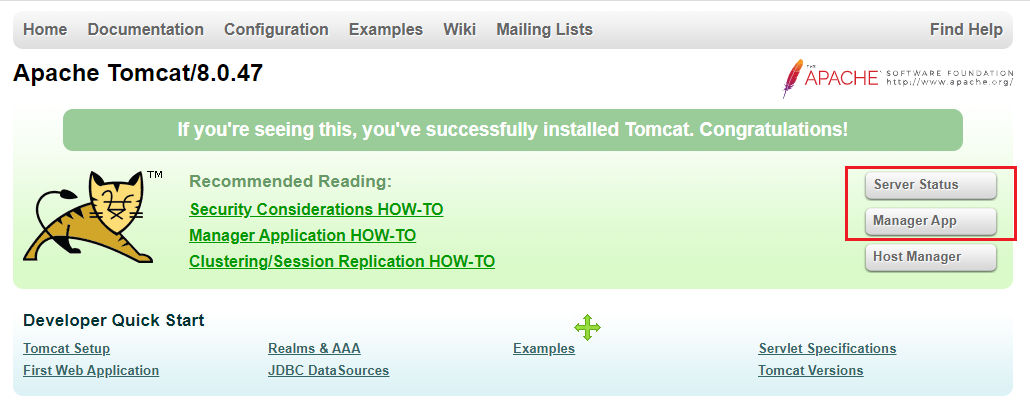 Home Documentation Configuration Examples Wiki Mailing Lists Find Help
Apache Tomcat/8.0.47
THE
APACHE SOFTWARE FOUNDATION
http://www.apache.org/
If you're seeing this, you've successfully installed Tomcat. Congratulations!
TM
Recommended Reading:
Security Considerations HOW-TO
Manager Application HOW-TO
Clustering/Session Replication HOW-TO
Server Status
Manager App
Host Manager
Developer Quick Start
Tomcat Setup
First Web Application
Realms & AAA
JDBC DataSources
Examples
Servlet Specifications
Tomcat Versions